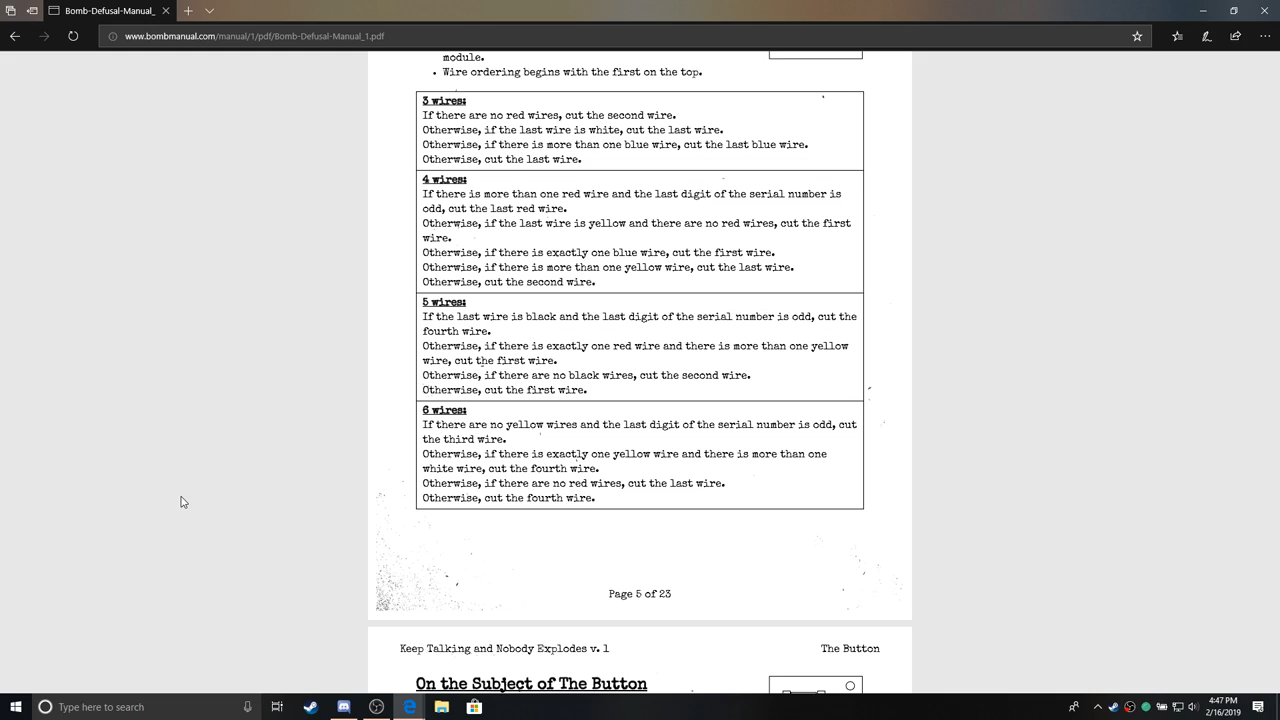 Bomb-Defusal-Manual_
www.bombmanual.com/manual/1/pdf/Bomb-Defusal-Manual_1.pdf
module.
• Wire ordering begins with the first on the top.
3 wires:
If there are no red wires, cut the second wire.
Otherwise, if the last wire is white, cut the last wire.
Otherwise, if there is more than one blue wire, cut the last blue wire.
Otherwise, cut the last wire.
4 wires:
If there is more than one red wire and the last digit of the serial number is
odd, cut the last red wire.
Otherwise, if the last wire is yellow and there are no red wires, cut the first
wire.
Otherwise, if there is exactly one blue wire, cut the first wire.
Otherwise, if there is more than one yellow wire, cut the last wire.
Otherwise, cut the second wire.
5 wires:
If the last wire is black and the last digit of the serial number is odd, cut the
fourth wire.
Otherwise, if there is exactly one red wire and there is more than one yellow
wire, cut the first wire.
Otherwise, if there are no black wires, cut the second wire.
Otherwise, cut the first wire.
6 wires:
If there are no yellow wires and the last digit of the serial number is odd, cut
the third wire.
Otherwise, if there is exactly one yellow wire and there is more than one
white wire, cut the fourth wire.
Otherwise, if there are no red wires, cut the last wire.
Otherwise, cut the fourth wire.
Page 5 of 23
Keep Talking and Nobody Explodes v. 1
The Button
On the Subject of The Button
Type here to search
4:47 PM
2/16/2019